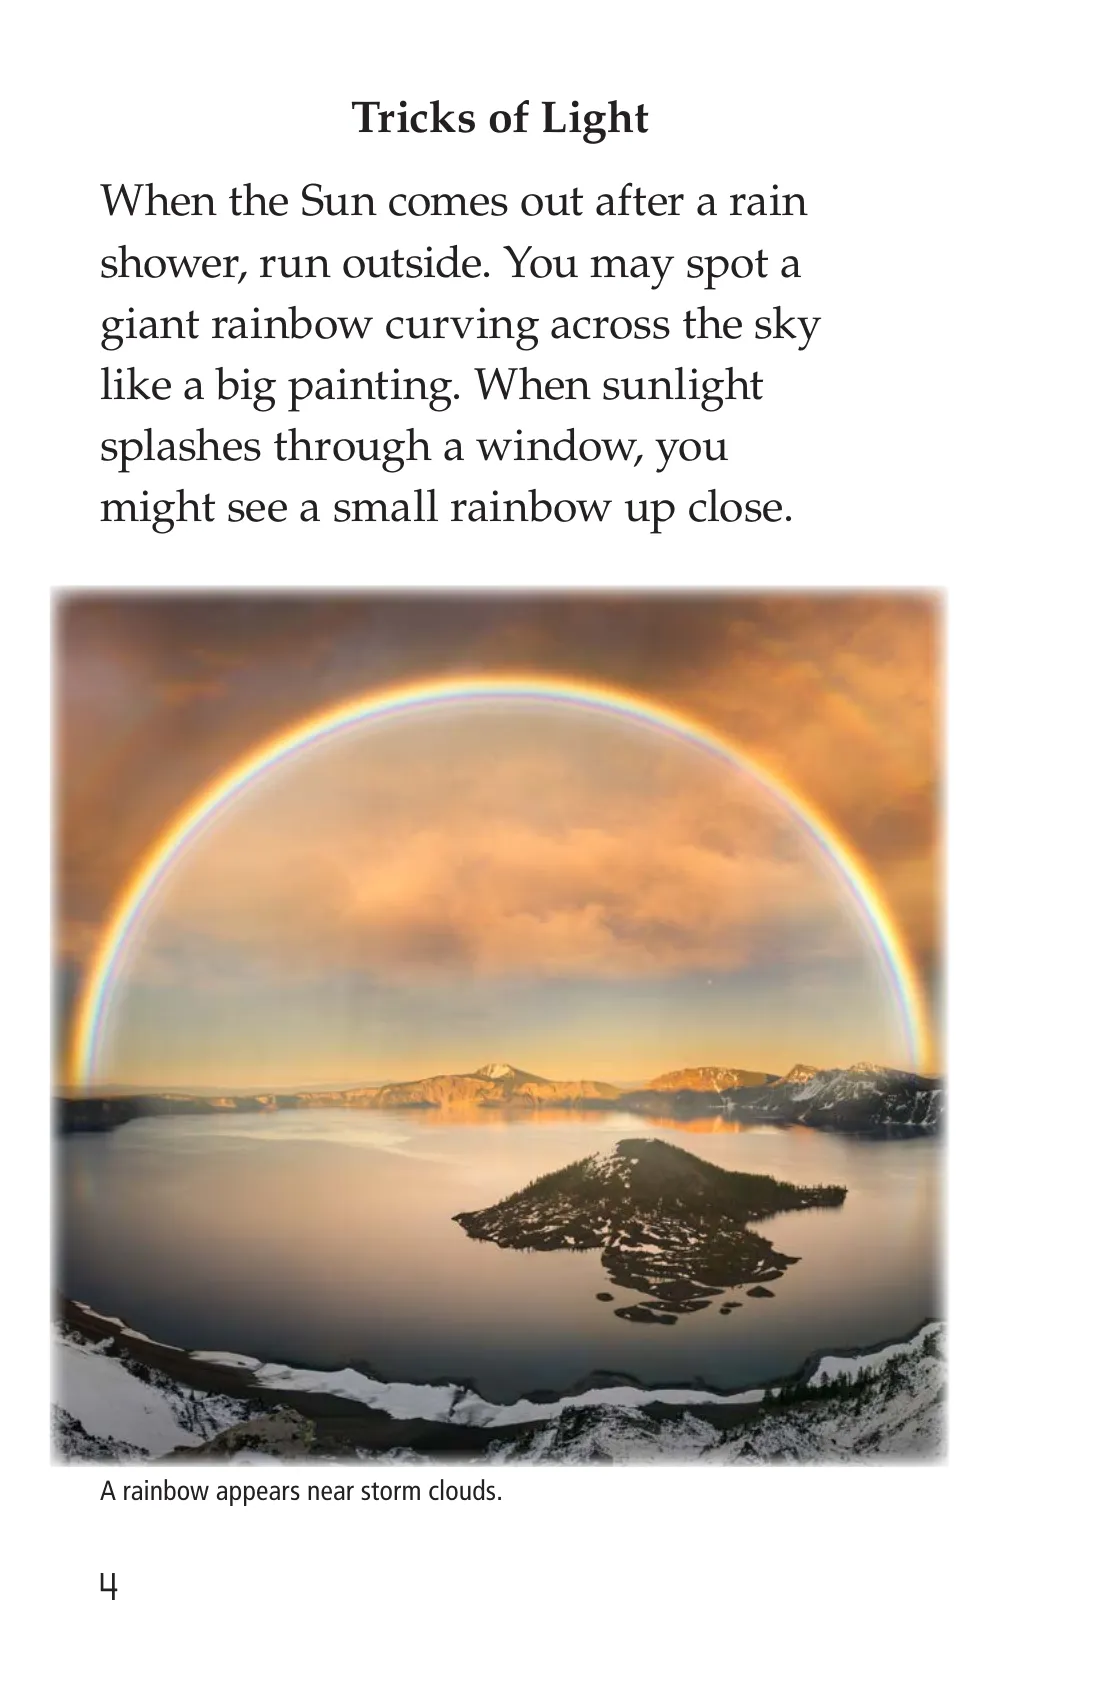 Tricks of Light
When the Sun comes out after a rain
shower, run outside. You may spot a
giant rainbow curving across the sky
like a big painting. When sunlight
splashes through a window, you
might see a small rainbow up close.
A rainbow appears near storm clouds.
4